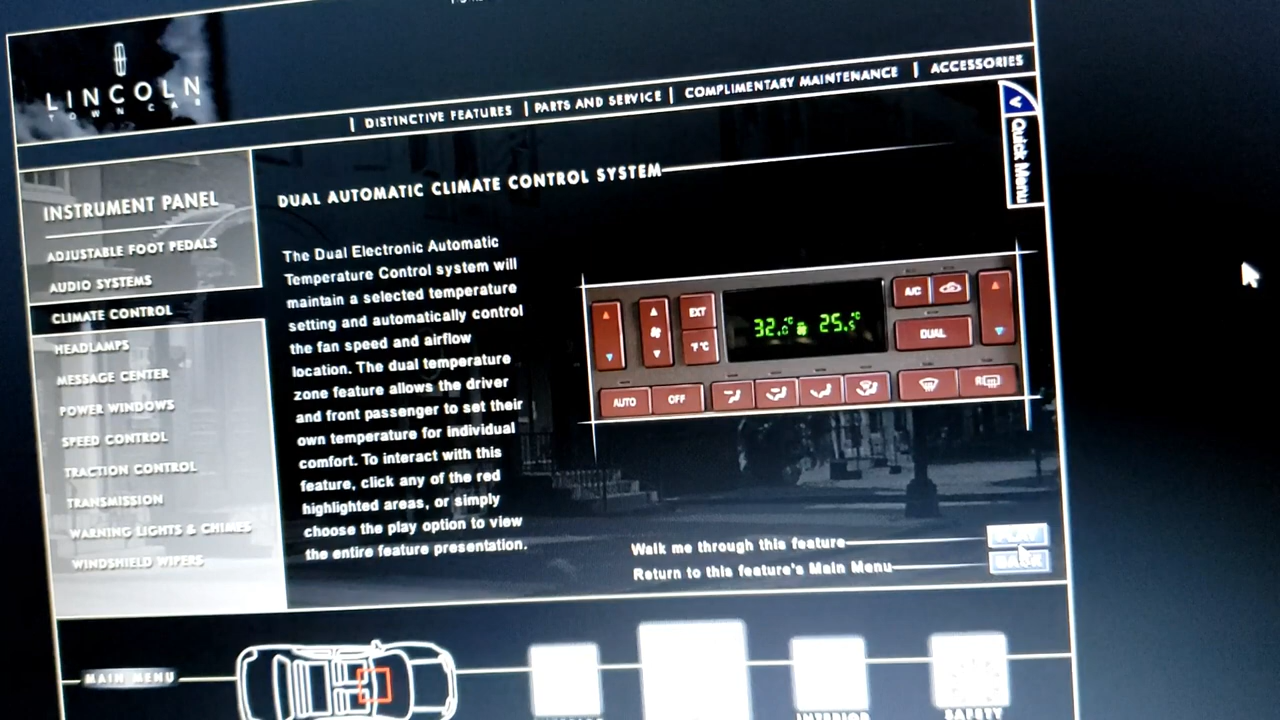 LINCOLN
TOWN CAR
DISTINCTIVE FEATURES | PARTS AND SERVICE | COMPLIMENTARY MAINTENANCE | ACCESSORIES
Quick Menu
INSTRUMENT PANEL
ADJUSTABLE FOOT PEDALS
AUDIO SYSTEMS
CLIMATE CONTROL
HEADLAMPS
MESSAGE CENTER
POWER WINDOWS
SPEED CONTROL
TRACTION CONTROL
TRANSMISSION
WARNING LIGHTS & CHIMES
WINDSHIELD WIPERS
DUAL AUTOMATIC CLIMATE CONTROL SYSTEM
The Dual Electronic Automatic
Temperature Control system will
maintain a selected temperature
setting and automatically control
the fan speed and airflow
location. The dual temperature
zone feature allows the driver
and front passenger to set their
own temperature for individual
comfort. To interact with this
feature, click any of the red
highlighted areas, or simply
choose the play option to view
the entire feature presentation.
EXT
°F °C
32.0°C 25.5°C
A/C
DUAL
AUTO OFF
R
Walk me through this feature
PLAY
Return to this feature's Main Menu
BACK
MAIN MENU
INTERIOR
SAFETY